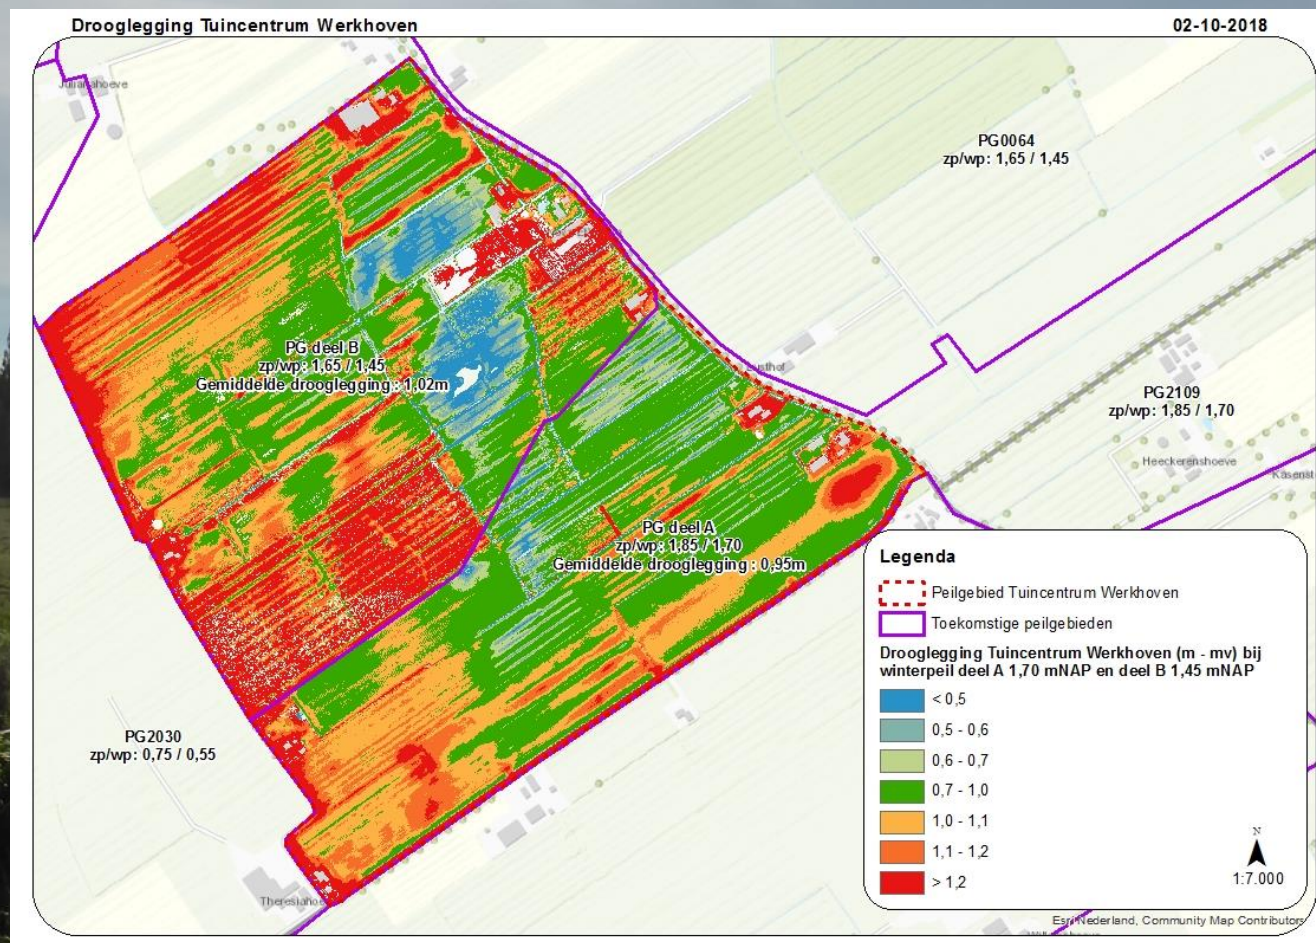 Drooglegging Tuincentrum Werkhoven
02-10-2018
Julianahoeve
PG0064
zp/wp: 1,65 / 1,45
PG deel B
zp/wp: 1,65 / 1,45
Gemiddelde drooglegging : 1,02m
PG2109
zp/wp: 1,85 / 1,70
Heeckerenshoeve
PG deel A
zp/wp: 1,85 / 1,70
Gemiddelde drooglegging : 0,95m
PG2030
zp/wp: 0,75 / 0,55
Legenda
Peilgebied Tuincentrum Werkhoven
Toekomstige peilgebieden
Drooglegging Tuincentrum Werkhoven (m - mv) bij
winterpeil deel A 1,70 mNAP en deel B 1,45 mNAP
< 0,5
0,5 - 0,6
0,6 - 0,7
0,7 - 1,0
1,0 - 1,1
1,1 - 1,2
> 1,2
N
1:7.000
Esri Nederland, Community Map Contributors